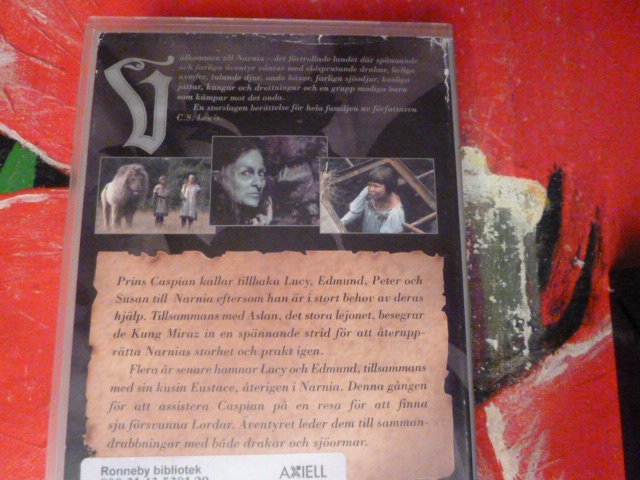 Välkommen till Narnia – det förtrollade landet där spännande
och farliga äventyr väntar med eldsprutande drakar, livliga
nymfer, talande djur, onda häxor, farliga sjöodjur, kostliga
jättar, kungar och drottningar och en grupp modiga barn
som kämpar mot det onda.
En storslagen berättelse för hela familjen av författaren
C.S. Lewis.
Prins Caspian kallar tillbaka Lucy, Edmund, Peter och
Susan till Narnia eftersom han är i stort behov av deras
hjälp. Tillsammans med Aslan, det stora lejonet, besegrar
de Kung Miraz in en spännande strid för att återupp-
rätta Narnias storhet och prakt igen.
Flera år senare hamnar Lucy och Edmund, tillsammans
med sin kusin Eustace, återigen i Narnia. Denna gången
för att assistera Caspian på en resa för att finna
sju försvunna Lordar. Äventyret leder dem till samman-
drabbningar med både drakar och sjöormar.
Ronneby bibliotek
AXIELL